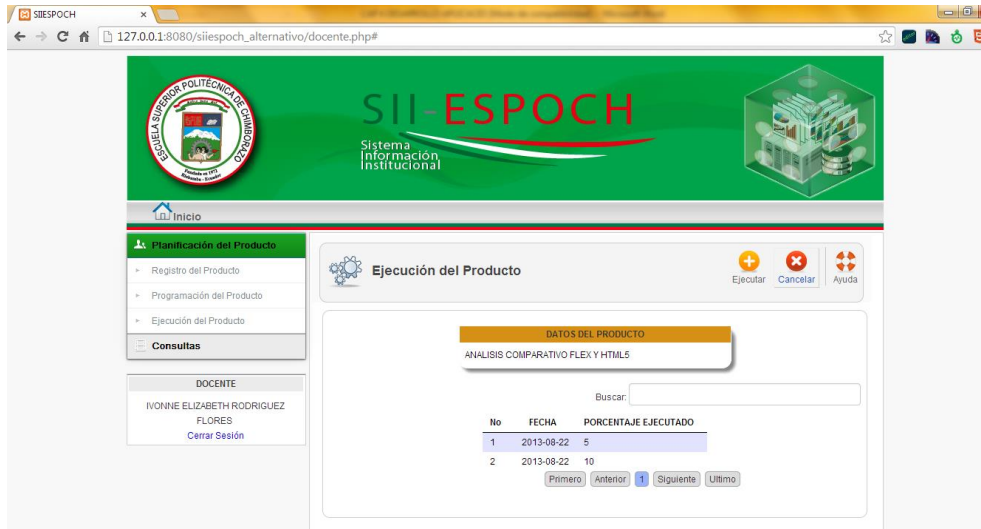 SIIESPOCH
127.0.0.1:8080/siiespoch_alternativo/docente.php#
ESCUELA SUPERIOR POLITÉCNICA DE CHIMBORAZO
SII-ESPOCH
Sistema
Información
Institucional
Inicio
Planificación del Producto
Registro del Producto
Programación del Producto
Ejecución del Producto
Consultas
DOCENTE
IVONNE ELIZABETH RODRIGUEZ
FLORES
Cerrar Sesión
Ejecución del Producto
Ejecutar Cancelar Ayuda
DATOS DEL PRODUCTO
ANALISIS COMPARATIVO FLEX Y HTML5
Buscar:
No FECHA PORCENTAJE EJECUTADO
1 2013-08-22 5
2 2013-08-22 10
Primero Anterior 1 Siguiente Ultimo